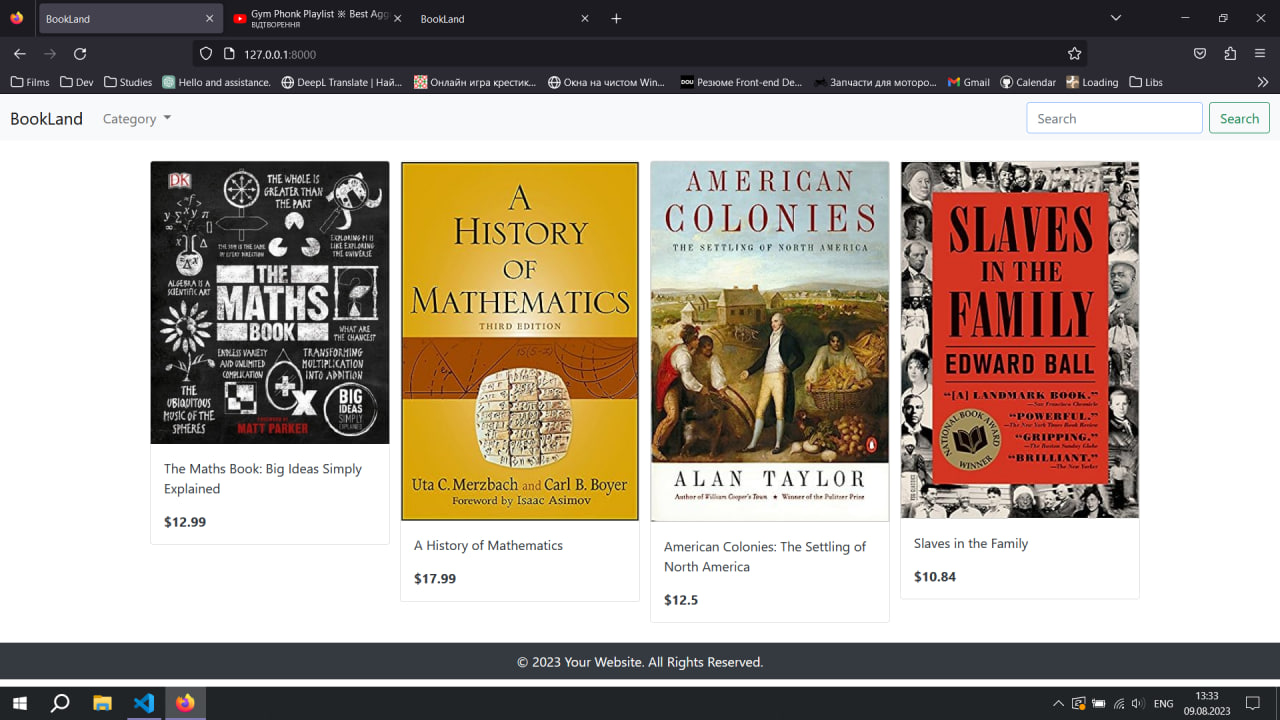 BookLand
Gym Phonk Playlist ※ Best Agg
ВІДТВОРЕННЯ
BookLand
127.0.0.1:8000
Films
Dev
Studies
Hello and assistance.
DeepL Translate | Най...
Онлайн игра крестик...
Окна на чистом Win...
DOU
Резюме Front-end De...
Запчасти для моторо...
Gmail
Calendar
Loading
Libs
BookLand
Category
Search
Search
DK
THE WHOLE IS
GREATER THAN
THE PART
THE SUM IS THE SAME
IN EVERY DIRECTION
EXPLORING PI IS
LIKE EXPLORING
THE UNIVERSE
ALGEBRA IS A
SCIENTIFIC ART
THE
MATHS
BOOK
WHAT ARE
THE CHANCES?
ENDLESS VARIETY
AND UNLIMITED
COMPLICATION
TRANSFORMING
MULTIPLICATION
INTO ADDITION
THE
UBIQUITOUS
MUSIC OF THE
SPHERES
BIG
IDEAS
SIMPLY
EXPLAINED
FOREWORD BY
MATT PARKER
The Maths Book: Big Ideas Simply
Explained
$12.99
A
HISTORY
OF
MATHEMATICS
THIRD EDITION
Uta C. Merzbach and Carl B. Boyer
Foreword by Isaac Asimov
A History of Mathematics
$17.99
AMERICAN
COLONIES
THE SETTLING OF NORTH AMERICA
ALAN TAYLOR
Author of William Cooper's Town ★ Winner of the Pulitzer Prize
American Colonies: The Settling of
North America
$12.5
SLAVES
IN THE
FAMILY
EDWARD BALL
"[A] LANDMARK BOOK."
—San Francisco Chronicle
"POWERFUL."
—The New York Times Book Review
"GRIPPING."
—The Boston Sunday Globe
"BRILLIANT."
—The New Yorker
NATIONAL BOOK AWARD
WINNER
Slaves in the Family
$10.84
© 2023 Your Website. All Rights Reserved.
ENG
13:33
09.08.2023